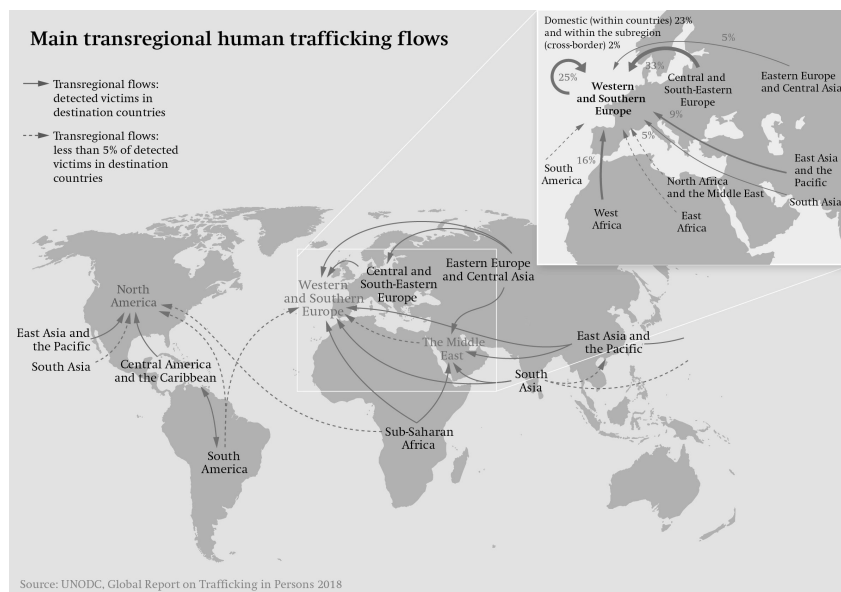 Main transregional human trafficking flows
Transregional flows:
detected victims in
destination countries
Transregional flows:
less than 5% of detected
victims in destination
countries
Domestic (within countries) 23%
and within the subregion
(cross-border) 2%
5%
33%
25%
Central and
South-Eastern
Europe
Eastern Europe
and Central Asia
Western
and Southern
Europe
9%
5%
16%
South
America
North Africa
and the Middle East
East Asia
and the
Pacific
South Asia
West
Africa
East
Africa
North
America
East Asia and
the Pacific
South Asia
Central America
and the Caribbean
South
America
Western
and Southern
Europe
Central and
South-Eastern
Europe
Eastern Europe
and Central Asia
The Middle
East
East Asia and
the Pacific
South
Asia
Sub-Saharan
Africa
Source: UNODC, Global Report on Trafficking in Persons 2018